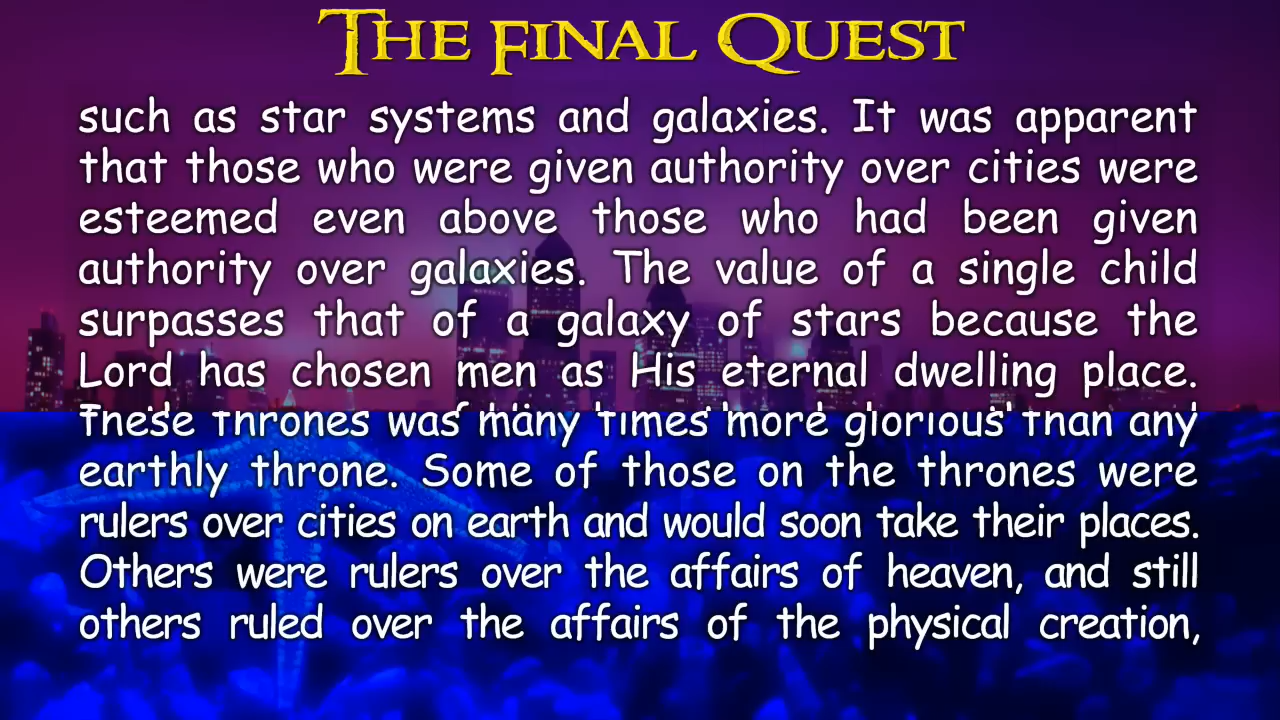 THE FINAL QUEST
such as star systems and galaxies. It was apparent
that those who were given authority over cities were
esteemed even above those who had been given
authority over galaxies. The value of a single child
surpasses that of a galaxy of stars because the
Lord has chosen men as His eternal dwelling place.
These thrones was many times more glorious than any
earthly throne. Some of those on the thrones were
rulers over cities on earth and would soon take their places.
Others were rulers over the affairs of heaven, and still
others ruled over the affairs of the physical creation,